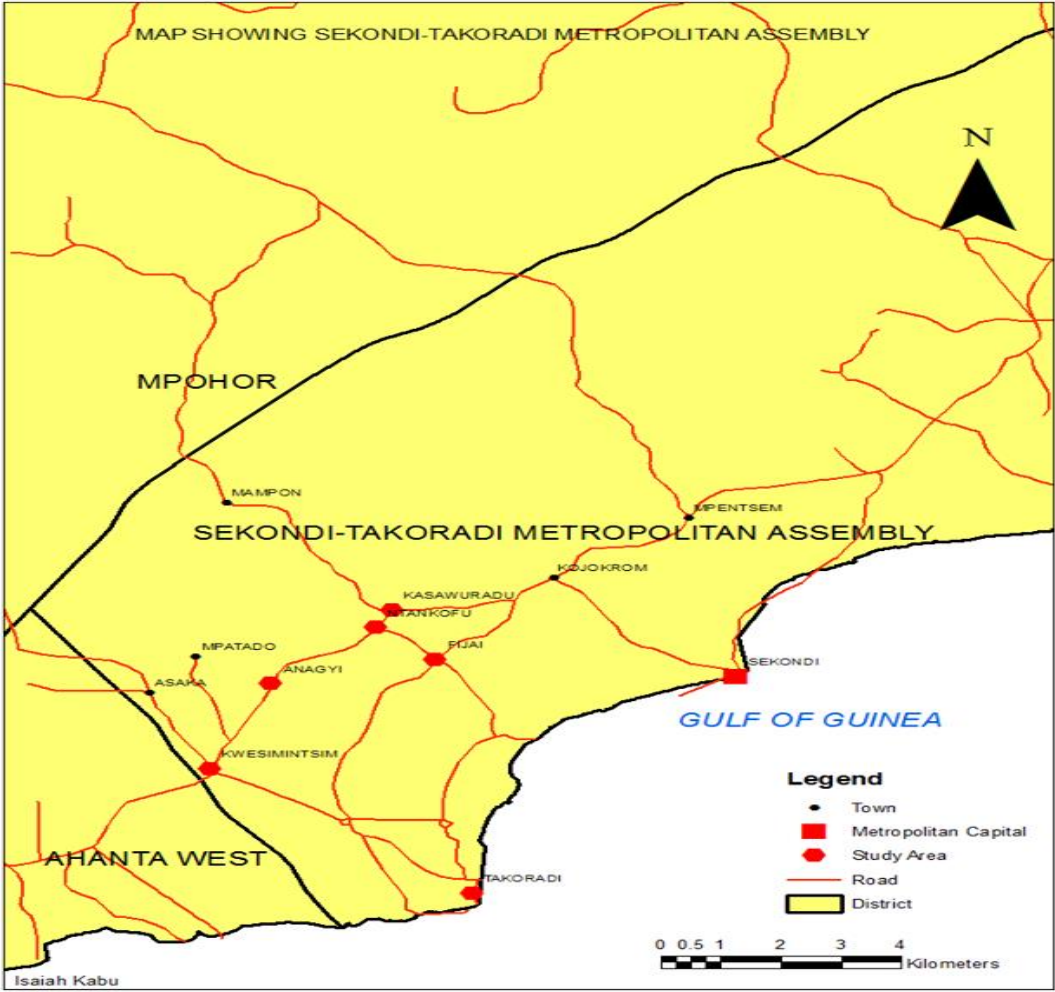 MAP SHOWING SEKONDI-TAKORADI METROPOLITAN ASSEMBLY
N
MPOHOR
MAMPON
MPENTSEM
SEKONDI-TAKORADI METROPOLITAN ASSEMBLY
KOJOKROM
KASAWURADU
NTANKOFU
FIJAI
MPATADO
SEKONDI
ANAGYI
ASAKA
GULF OF GUINEA
KWESIMINTSIM
Legend
Town
Metropolitan Capital
Study Area
Road
District
AHANTA WEST
TAKORADI
0 0.5 1 2 3 4
Kilometers
Isaiah Kabu